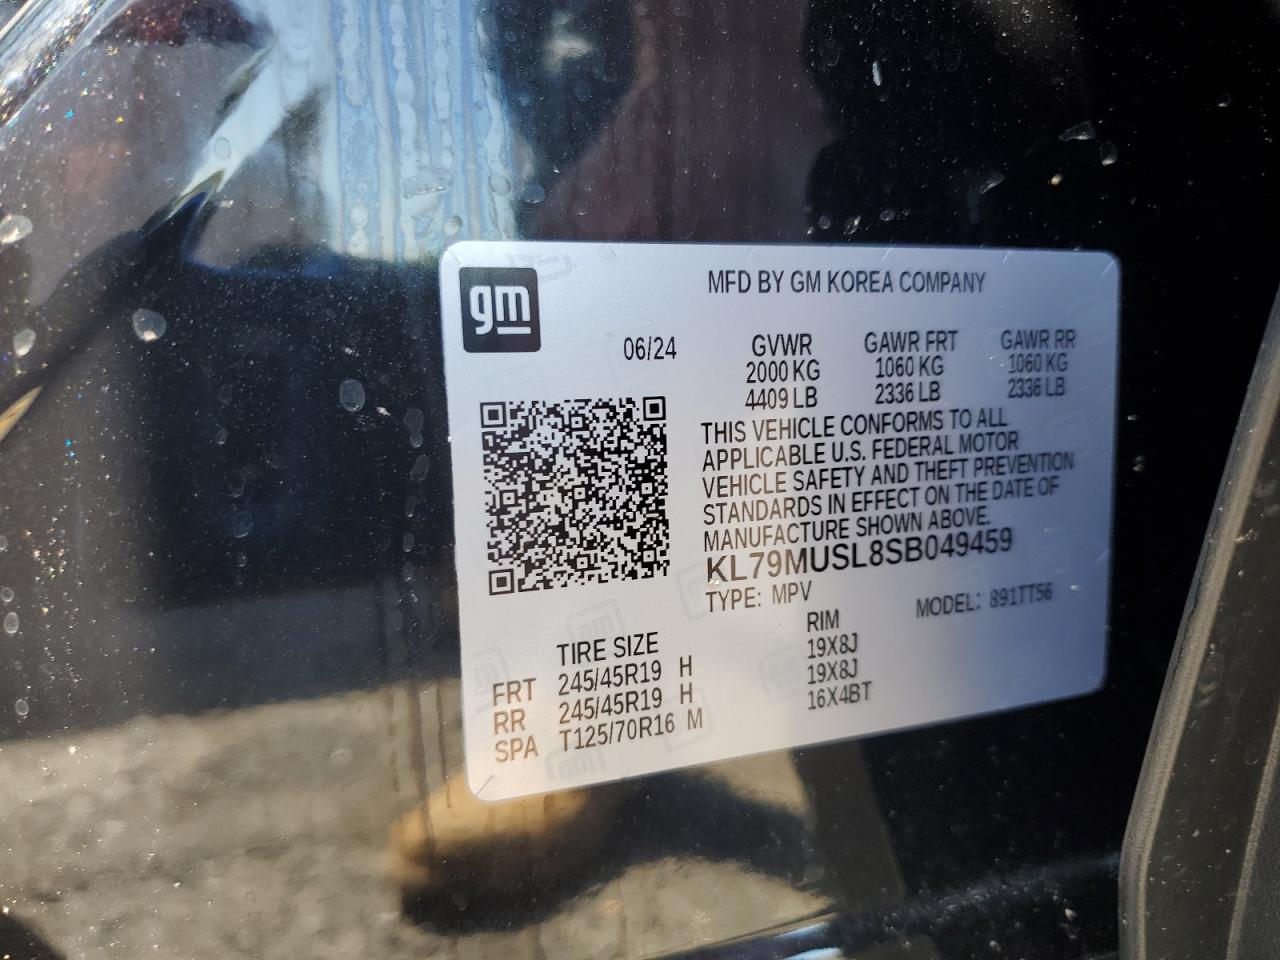 gm
MFD BY GM KOREA COMPANY
06/24 GVWR GAWR FRT GAWR RR
2000 KG 1060 KG 1060 KG
4409 LB 2336 LB 2336 LB
THIS VEHICLE CONFORMS TO ALL
APPLICABLE U.S. FEDERAL MOTOR
VEHICLE SAFETY AND THEFT PREVENTION
STANDARDS IN EFFECT ON THE DATE OF
MANUFACTURE SHOWN ABOVE.
KL79MUSL8SB049459
TYPE: MPV MODEL: 891TT56
TIRE SIZE RIM
FRT 245/45R19 H 19X8J
RR 245/45R19 H 19X8J
SPA T125/70R16 M 16X4BT